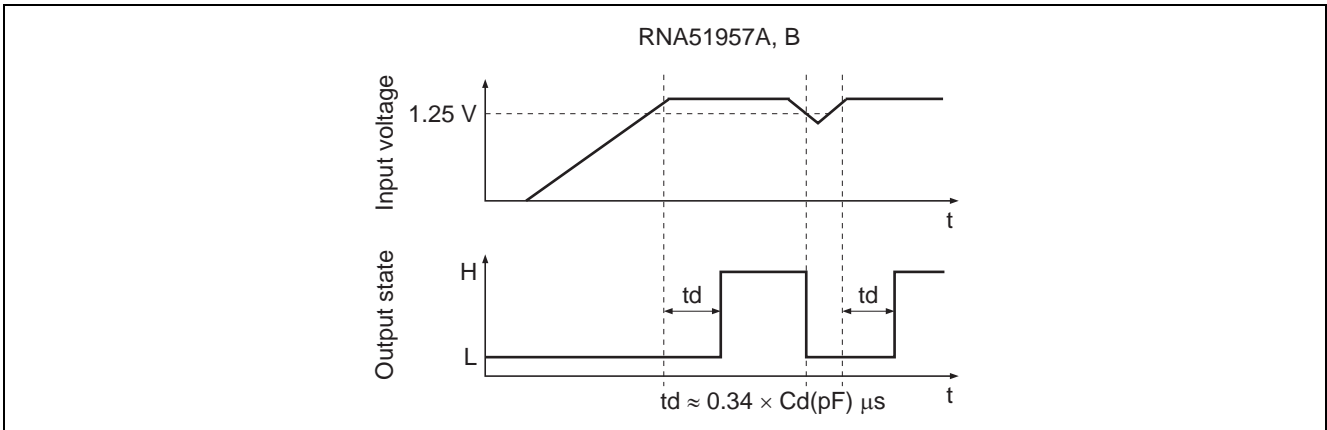 RNA51957A, B
Input voltage
1.25 V
t
Output state
H
td
td
L
t
td ≈ 0.34 × Cd(pF) μs